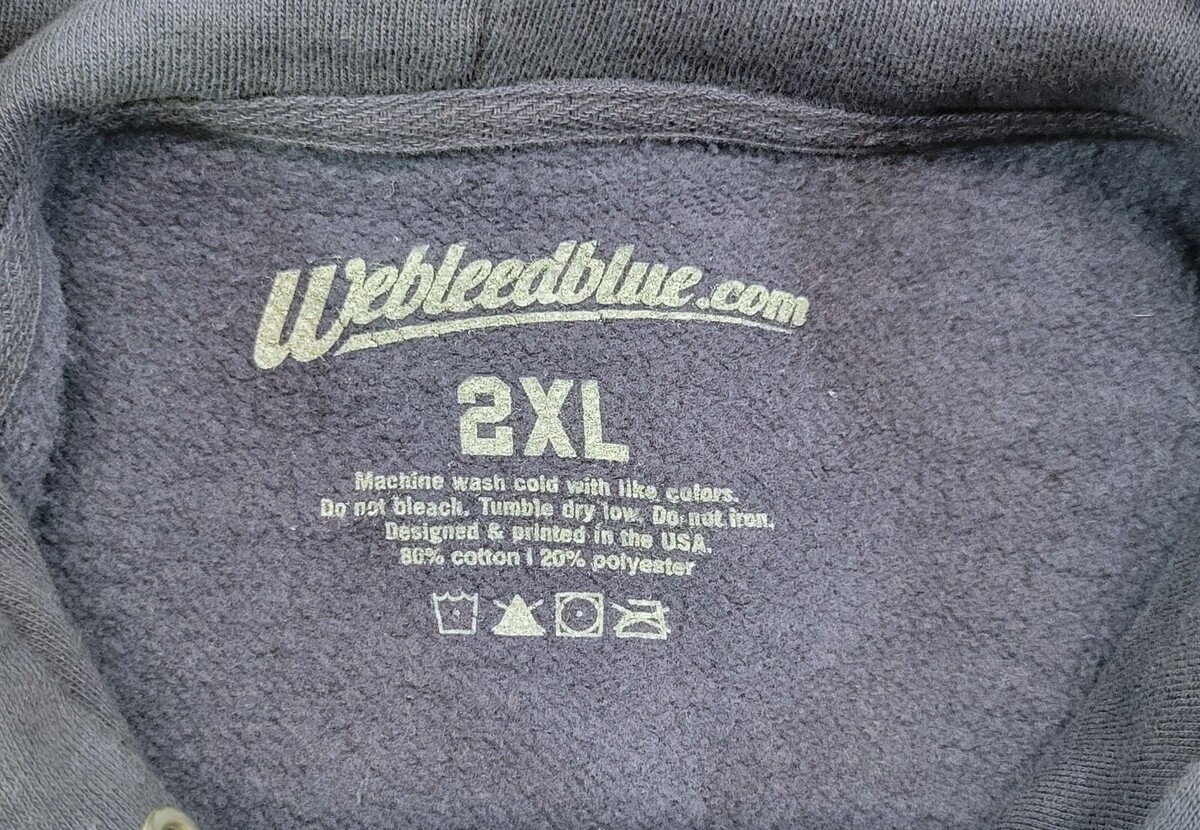 Webleedblue.com
2XL
Machine wash cold with like colors.
Do not bleach. Tumble dry low. Do not iron.
Designed & printed in the USA.
80% cotton | 20% polyester